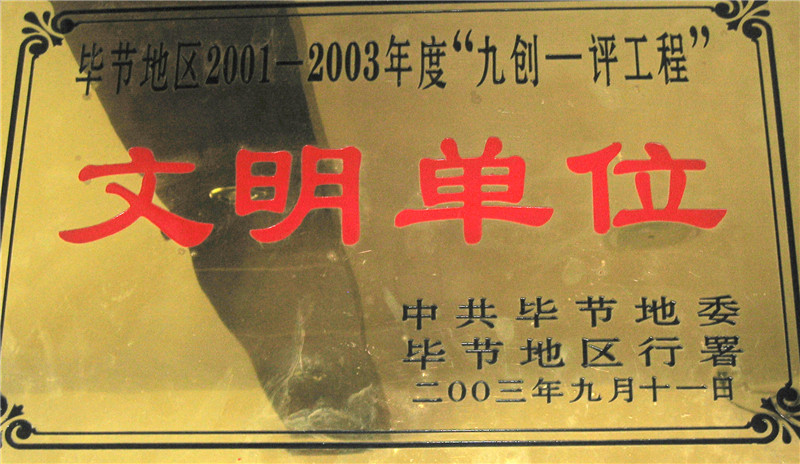 毕节地区2001—2003年度“九创一评工程”
文明单位
中共毕节地委
毕节地区行署
二〇〇三年九月十一日